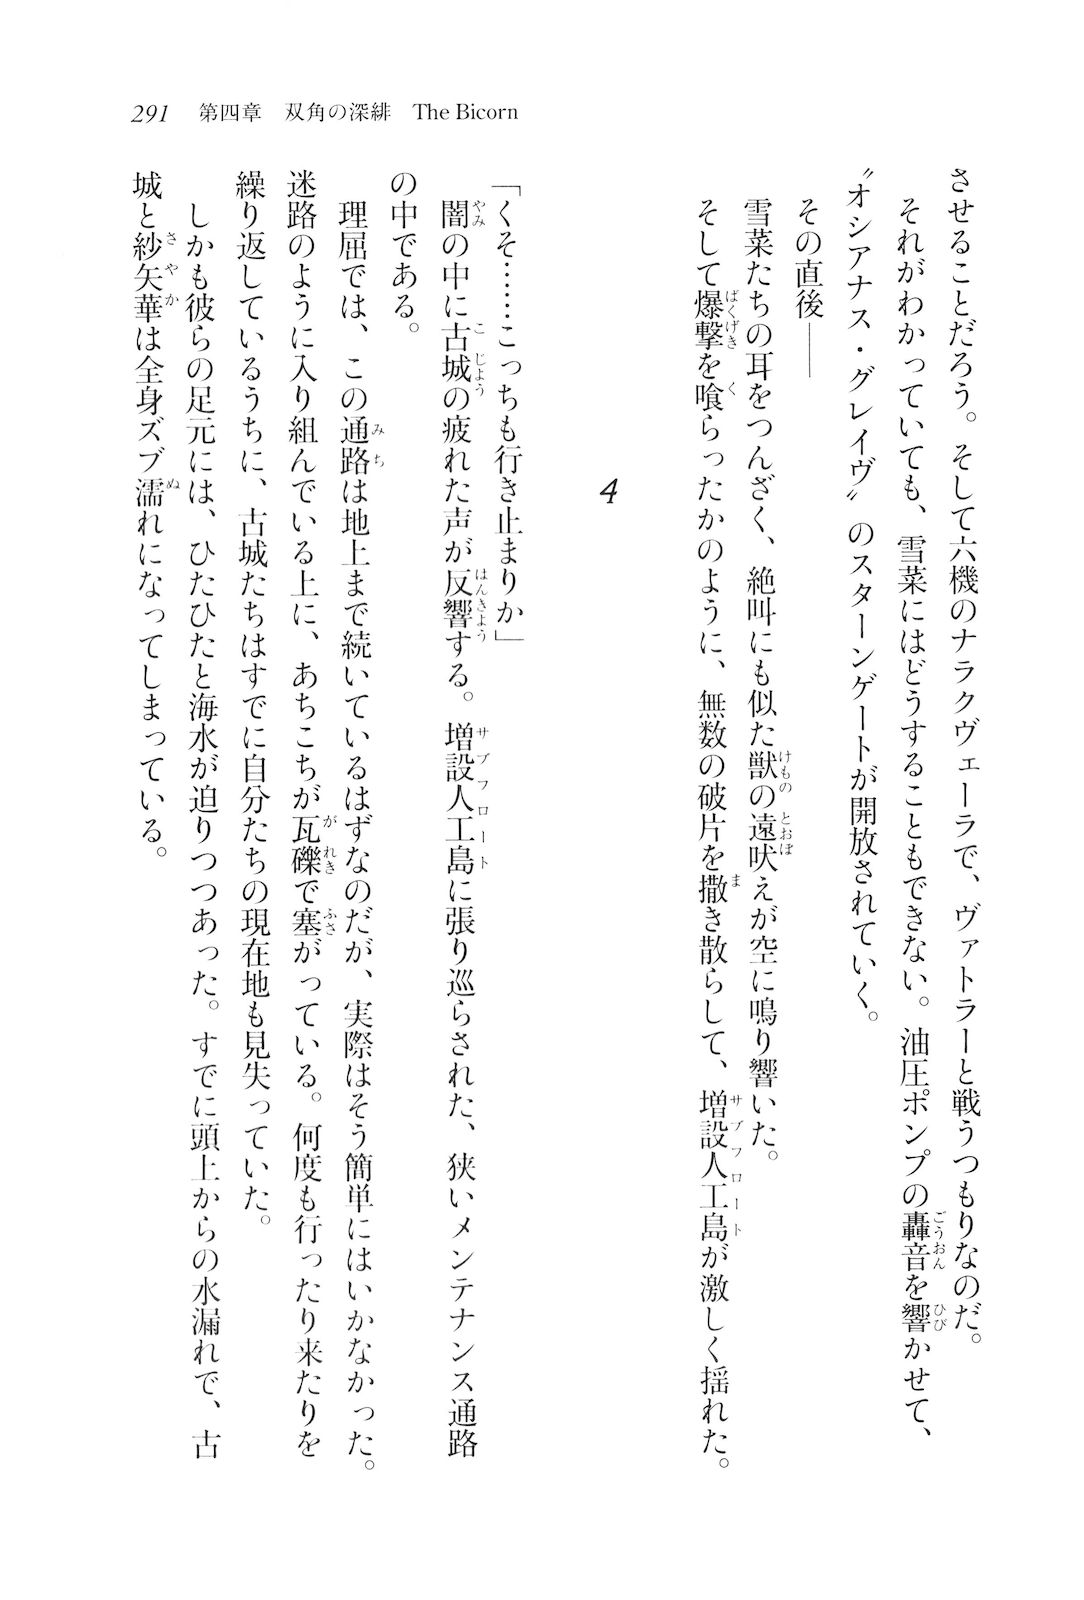 291　第四章　双角の深緋　The Bicorn
させることだろう。そして六機のナラクヴェーラで、ヴァトラーと戦うつもりなのだ。
それがわかっていても、雪菜にはどうすることもできない。油圧ポンプの轟音を響かせて、
〝オシアナス・グレイヴ〟のスターンゲートが開放されていく。
その直後――
雪菜たちの耳をつんざく、絶叫にも似た獣の遠吠えが空に鳴り響いた。
そして爆撃を喰らったかのように、無数の破片を撒き散らして、増設人工島が激しく揺れた。
4
「くそ……こっちも行き止まりか」
闇の中に古城の疲れた声が反響する。増設人工島に張り巡らされた、狭いメンテナンス通路
の中である。
理屈では、この通路は地上まで続いているはずなのだが、実際はそう簡単にはいかなかった。
迷路のように入り組んでいる上に、あちこちが瓦礫で塞がっている。何度も行ったり来たりを
繰り返しているうちに、古城たちはすでに自分たちの現在地も見失っていた。
しかも彼らの足元には、ひたひたと海水が迫りつつあった。すでに頭上からの水漏れで、古
城と紗矢華は全身ズブ濡れになってしまっている。